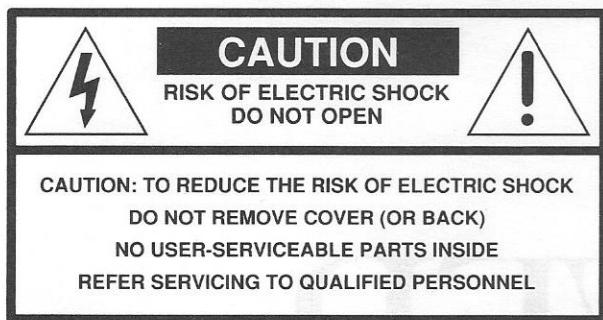 CAUTION
RISK OF ELECTRIC SHOCK
DO NOT OPEN
CAUTION: TO REDUCE THE RISK OF ELECTRIC SHOCK
DO NOT REMOVE COVER (OR BACK)
NO USER-SERVICEABLE PARTS INSIDE
REFER SERVICING TO QUALIFIED PERSONNEL